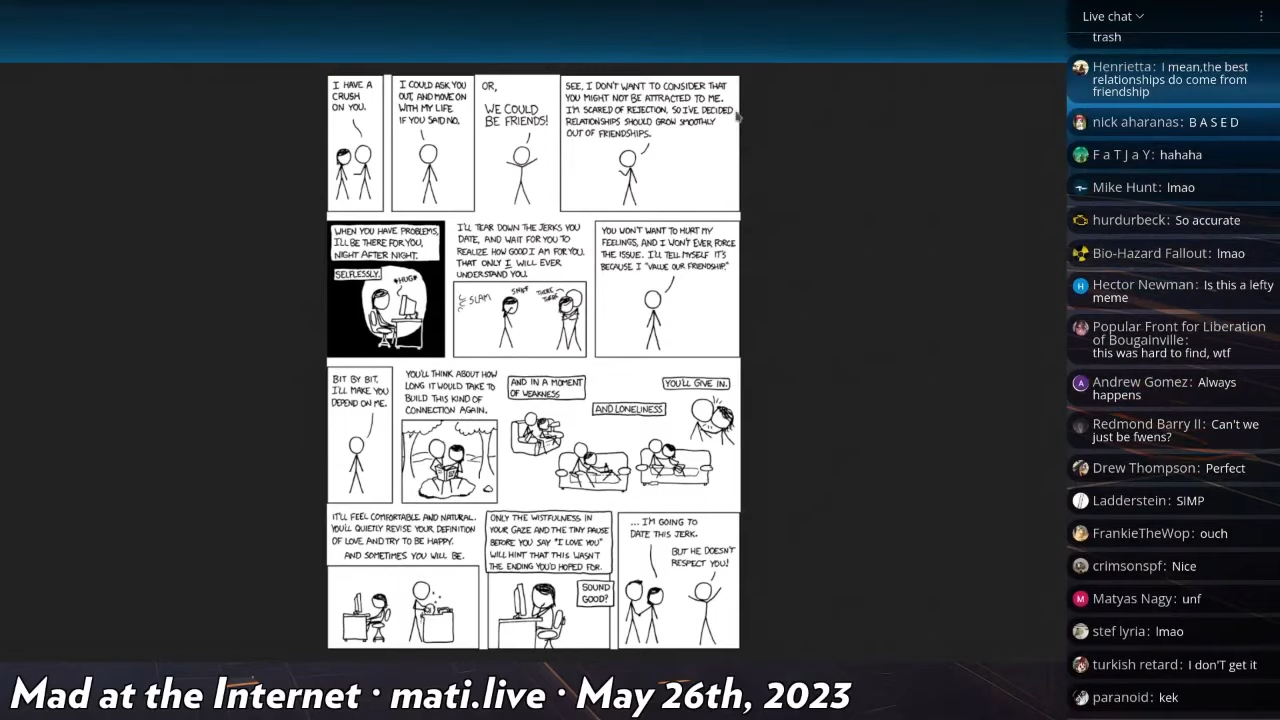 I HAVE A
CRUSH
ON YOU.
I COULD ASK YOU
OUT, AND MOVE ON
WITH MY LIFE
IF YOU SAID NO.
OR,
WE COULD
BE FRIENDS!
SEE, I DON'T WANT TO CONSIDER THAT
YOU MIGHT NOT BE ATTRACTED TO ME.
I'M SCARED OF REJECTION, SO I'VE DECIDED
RELATIONSHIPS SHOULD GROW SMOOTHLY
OUT OF FRIENDSHIPS.
WHEN YOU HAVE PROBLEMS,
I'LL BE THERE FOR YOU,
NIGHT AFTER NIGHT.
SELFLESSLY.
*HUG*
I'LL TEAR DOWN THE JERKS YOU
DATE, AND WAIT FOR YOU TO
REALIZE HOW GOOD I AM FOR YOU.
THAT ONLY I WILL EVER
UNDERSTAND YOU.
SLAM
SNIFF
THERE,
THERE
YOU WON'T WANT TO HURT MY
FEELINGS, AND I WON'T EVER FORCE
THE ISSUE. I'LL TELL MYSELF IT'S
BECAUSE I "VALUE OUR FRIENDSHIP."
BIT BY BIT,
I'LL MAKE YOU
DEPEND ON ME.
YOU'LL THINK ABOUT HOW
LONG IT WOULD TAKE TO
BUILD THIS KIND OF
CONNECTION AGAIN.
AND IN A MOMENT
OF WEAKNESS
AND LONELINESS
YOU'LL GIVE IN.
IT'LL FEEL COMFORTABLE AND NATURAL.
YOU'LL QUIETLY REVISE YOUR DEFINITION
OF LOVE AND TRY TO BE HAPPY.
AND SOMETIMES YOU WILL BE.
ONLY THE WISTFULNESS IN
YOUR GAZE AND THE TINY PAUSE
BEFORE YOU SAY "I LOVE YOU"
WILL HINT THAT THIS WASN'T
THE ENDING YOU'D HOPED FOR.
SOUND
GOOD?
... I'M GOING TO
DATE THIS JERK.
BUT HE DOESN'T
RESPECT YOU!
Live chat
trash
Henrietta: I mean,the best
relationships do come from
friendship
nick aharanas: B A S E D
F a T J a Y: hahaha
Mike Hunt: lmao
hurdurbeck: So accurate
Bio-Hazard Fallout: lmao
Hector Newman: Is this a lefty
meme
Popular Front for Liberation
of Bougainville:
this was hard to find, wtf
Andrew Gomez: Always
happens
Redmond Barry II: Can't we
just be fwens?
Drew Thompson: Perfect
Ladderstein: SIMP
FrankieTheWop: ouch
crimsonspf: Nice
Matyas Nagy: unf
stef lyria: lmao
turkish retard: I don'T get it
paranoid: kek
Mad at the Internet · mati.live · May 26th, 2023